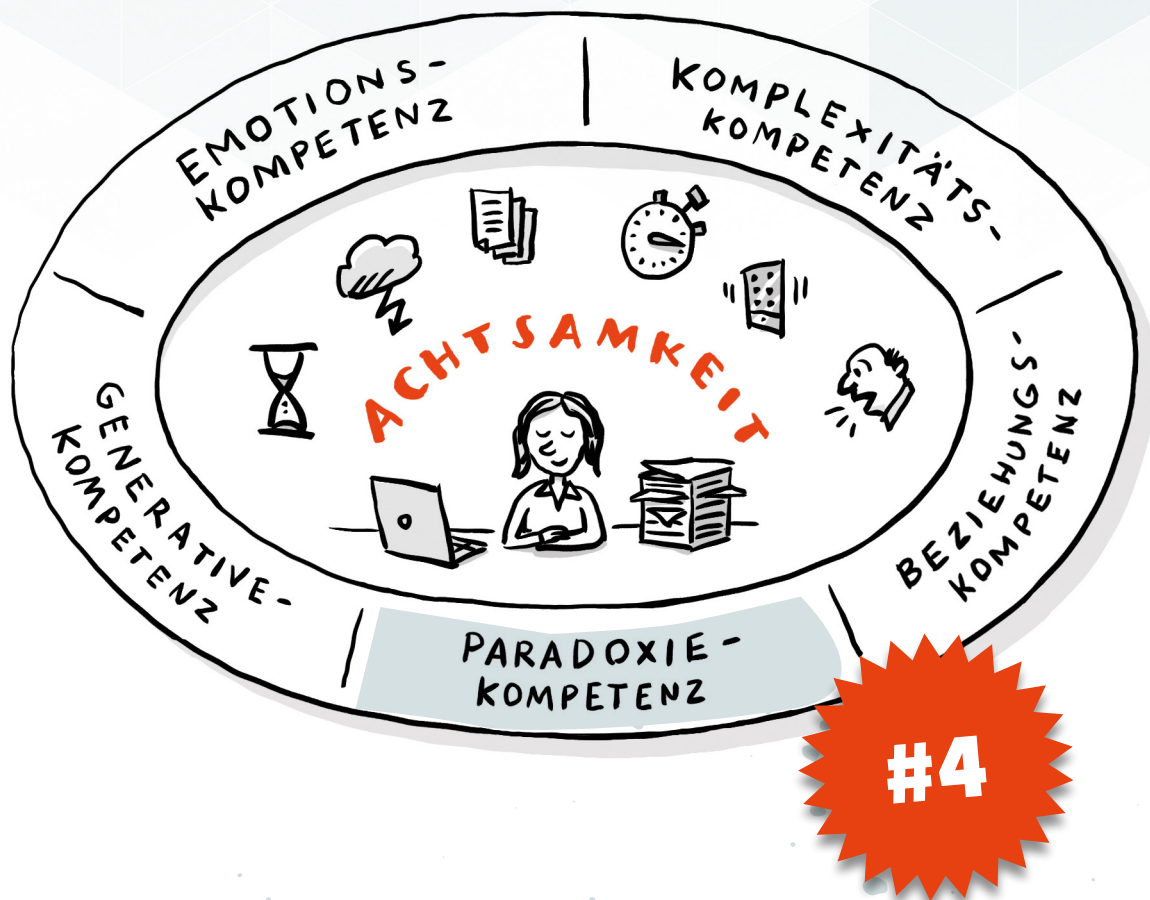 EMOTIONS-
KOMPETENZ
KOMPLEXITÄTS-
KOMPETENZ
BEZIEHUNGS-
KOMPETENZ
PARADOXIE-
KOMPETENZ
GENERATIVE-
KOMPETENZ
ACHTSAMKEIT
#4